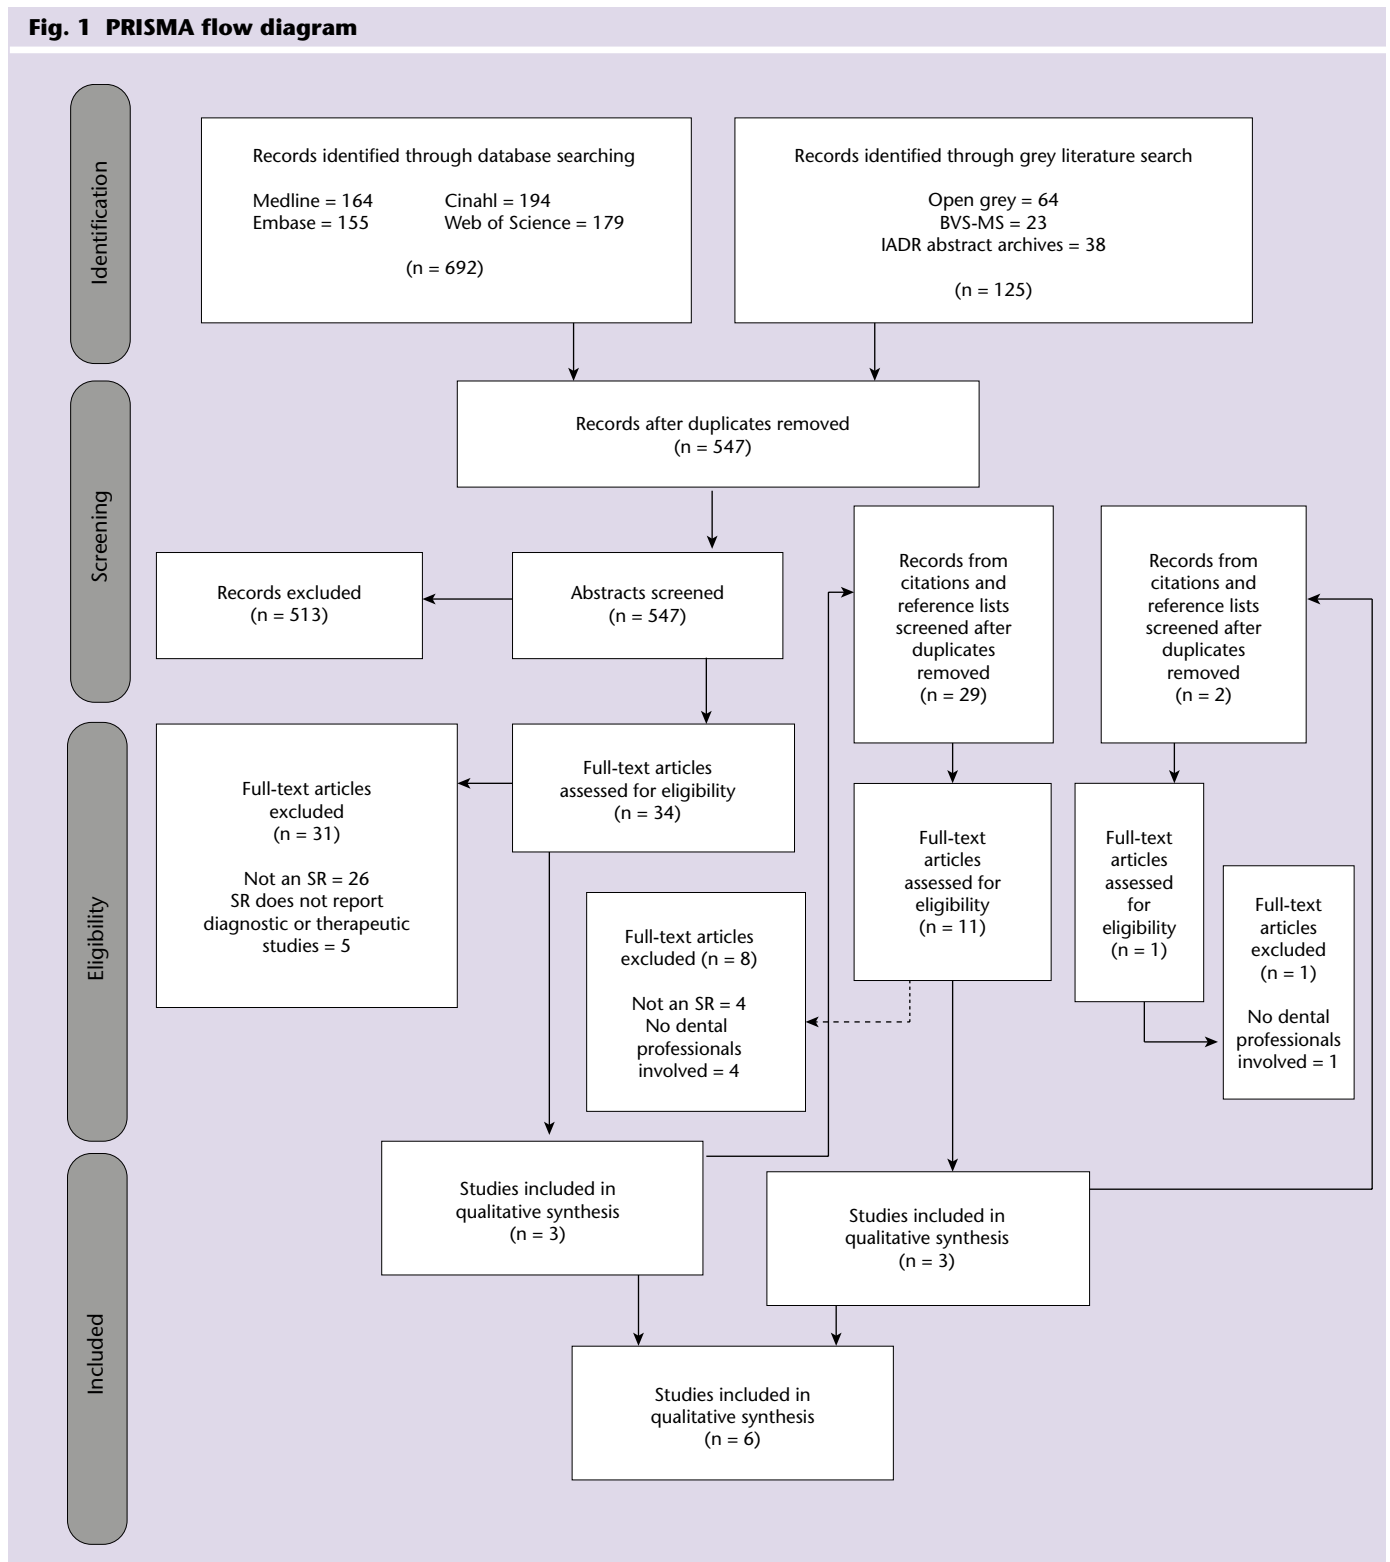 Fig. 1 PRISMA flow diagram
Identification
Records identified through database searching
Medline = 164
Cinahl = 194
Embase = 155
Web of Science = 179
(n = 692)
Records identified through grey literature search
Open grey = 64
BVS-MS = 23
IADR abstract archives = 38
(n = 125)
Screening
Records after duplicates removed
(n = 547)
Records excluded
(n = 513)
Abstracts screened
(n = 547)
Records from
citations and
reference lists
screened after
duplicates
removed
(n = 29)
Records from
citations and
reference lists
screened after
duplicates
removed
(n = 2)
Eligibility
Full-text articles
excluded
(n = 31)
Not an SR = 26
SR does not report
diagnostic or therapeutic
studies = 5
Full-text articles
assessed for eligibility
(n = 34)
Full-text articles
excluded (n = 8)
Not an SR = 4
No dental
professionals
involved = 4
Full-text
articles
assessed for
eligibility
(n = 11)
Full-text
articles
assessed
for
eligibility
(n = 1)
Full-text
articles
excluded
(n = 1)
No dental
professionals
involved = 1
Included
Studies included in
qualitative synthesis
(n = 3)
Studies included in
qualitative synthesis
(n = 3)
Studies included in
qualitative synthesis
(n = 6)